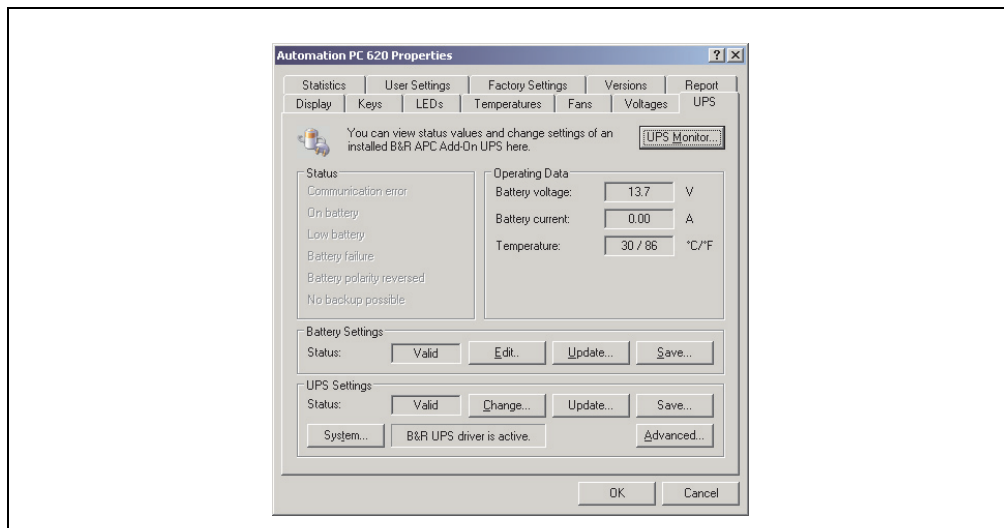 Automation PC 620 Properties
Statistics User Settings Factory Settings Versions Report
Display Keys LEDs Temperatures Fans Voltages UPS
You can view status values and change settings of an
installed B&R APC Add-On UPS here.
UPS Monitor...
Status
Communication error
On battery
Low battery
Battery failure
Battery polarity reversed
No backup possible
Operating Data
Battery voltage: 13.7 V
Battery current: 0.00 A
Temperature: 30 / 86 °C/°F
Battery Settings
Status: Valid Edit.. Update... Save...
UPS Settings
Status: Valid Change... Update... Save...
System... B&R UPS driver is active. Advanced...
OK Cancel